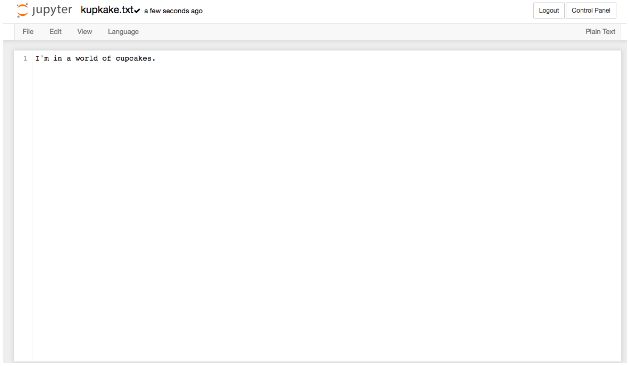 jupyter kupkake.txt✔ a few seconds ago Logout Control Panel
File Edit View Language Plain Text
1 I'm in a world of cupcakes.